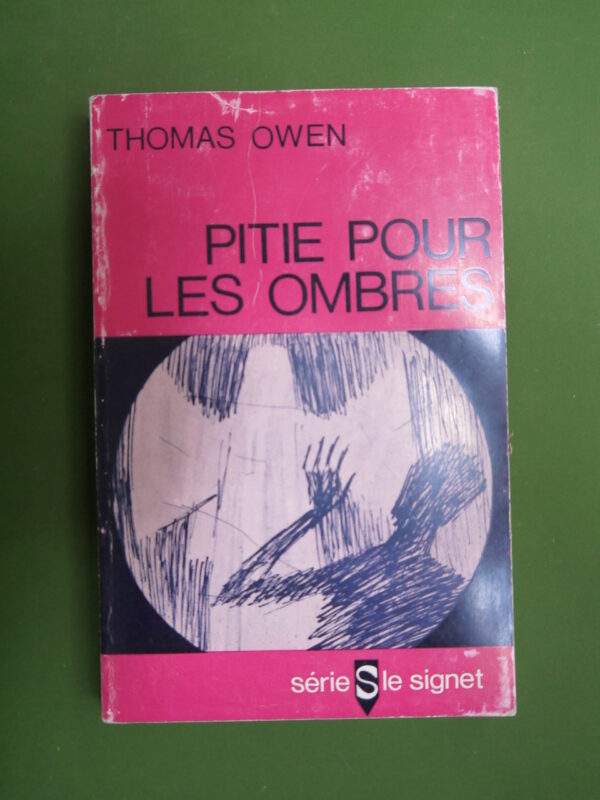 THOMAS OWEN
PITIE POUR
LES OMBRES
série S le signet